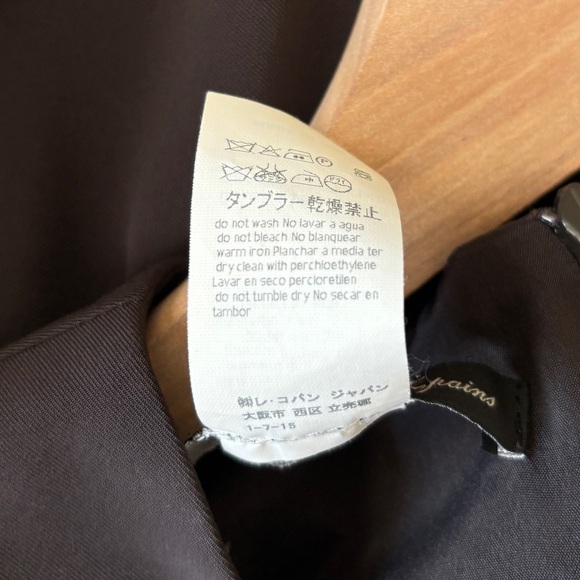 タンブラー乾燥禁止
do not wash No lavar a agua
do not bleach No blanquear
warm iron Planchar a media ter
dry clean with perchioethylene
Lavar en seco percloretilen
do not tumble dry No secar en
tambor
㈱レ・コパン ジャパン
大阪市 西区 立売堀
1-7-15